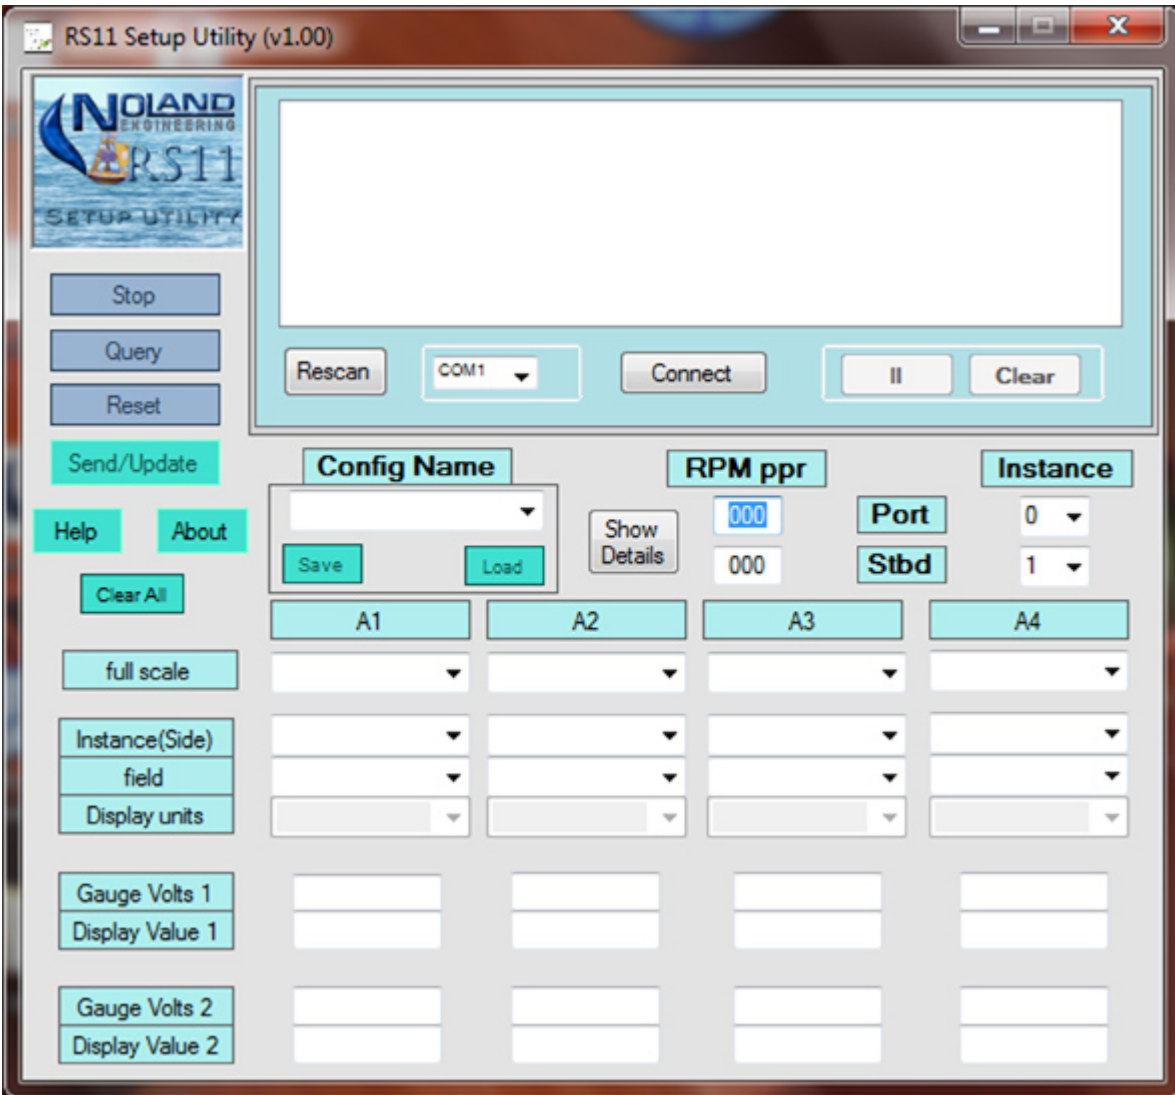 RS11 Setup Utility (v1.00)
NOLAND
ENGINEERING
RS11
SETUP UTILITY
Stop
Query
Reset
Send/Update
Help About
Clear All
Rescan COM1 Connect II Clear
Config Name RPM ppr Instance
Show
Details
000 Port 0
000 Stbd 1
Save Load
A1 A2 A3 A4
full scale
Instance(Side)
field
Display units
Gauge Volts 1
Display Value 1
Gauge Volts 2
Display Value 2